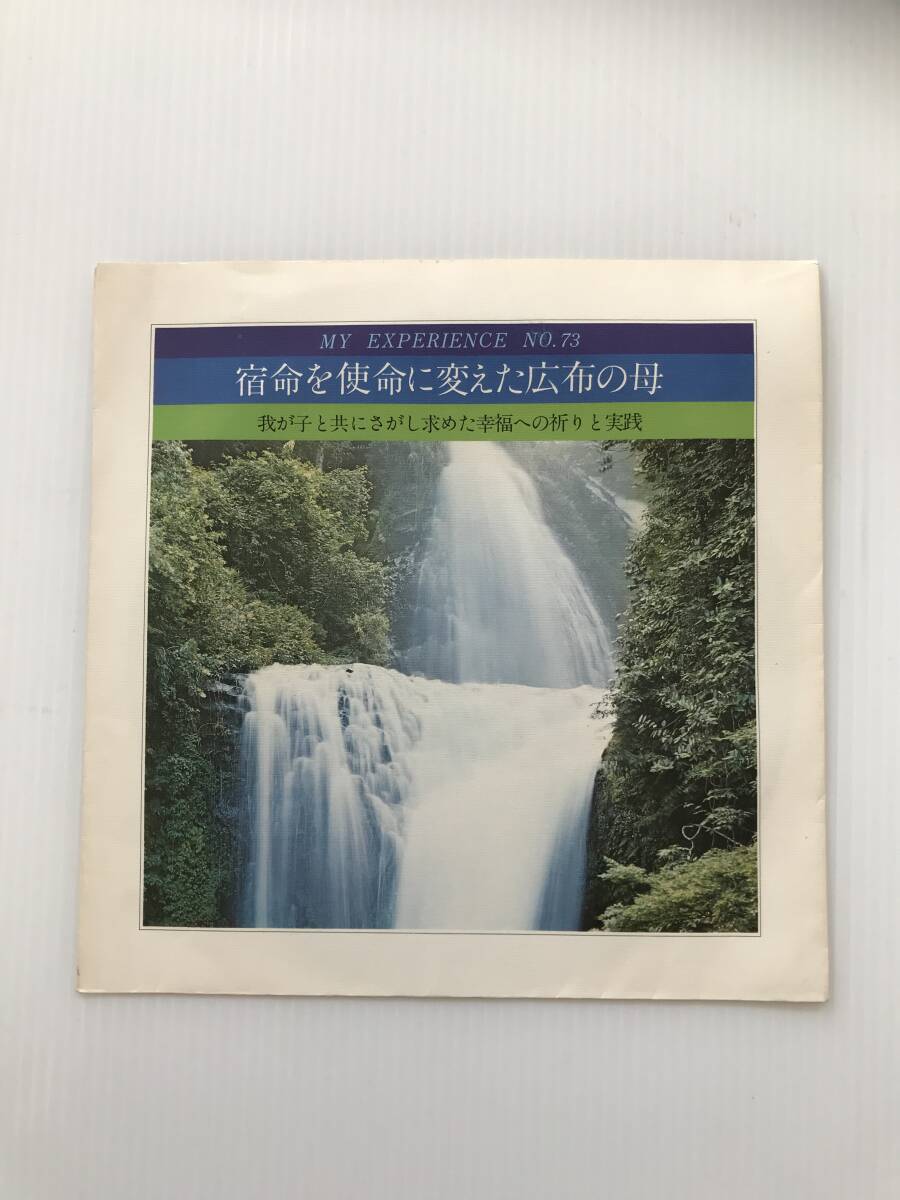 MY EXPERIENCE NO.73
宿命を使命に変えた広布の母
我が子と共にさがし求めた幸福への祈りと実践